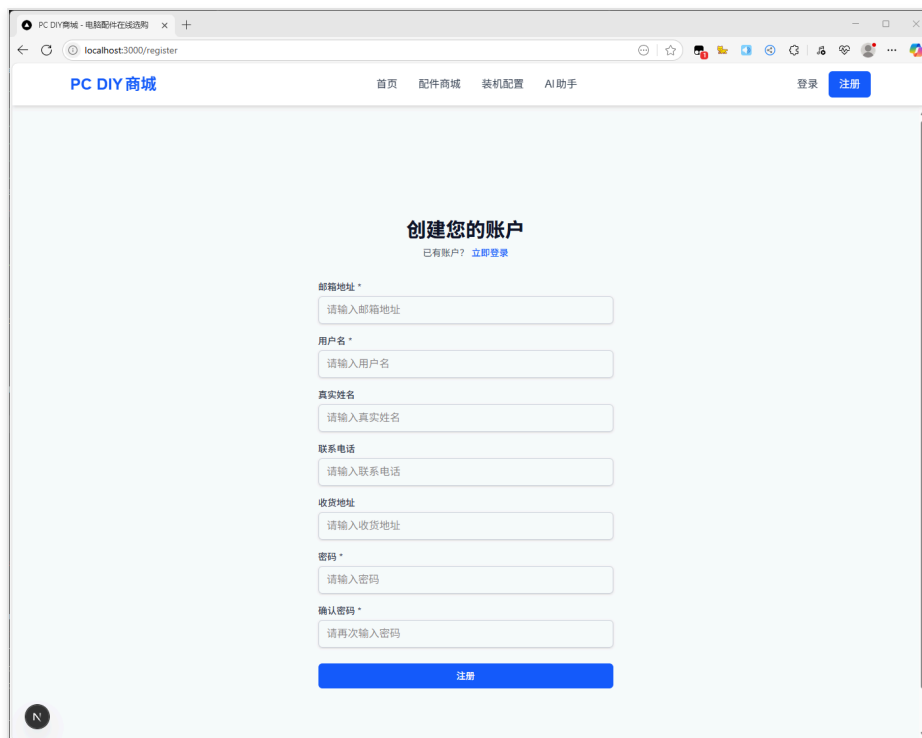 PC DIY商城 - 电脑配件在线选购
localhost:3000/register
1
PC DIY 商城
首页 配件商城 装机配置 AI助手 登录 注册
创建您的账户
已有账户？ 立即登录
邮箱地址 *
请输入邮箱地址
用户名 *
请输入用户名
真实姓名
请输入真实姓名
联系电话
请输入联系电话
收货地址
请输入收货地址
密码 *
请输入密码
确认密码 *
请再次输入密码
注册
N